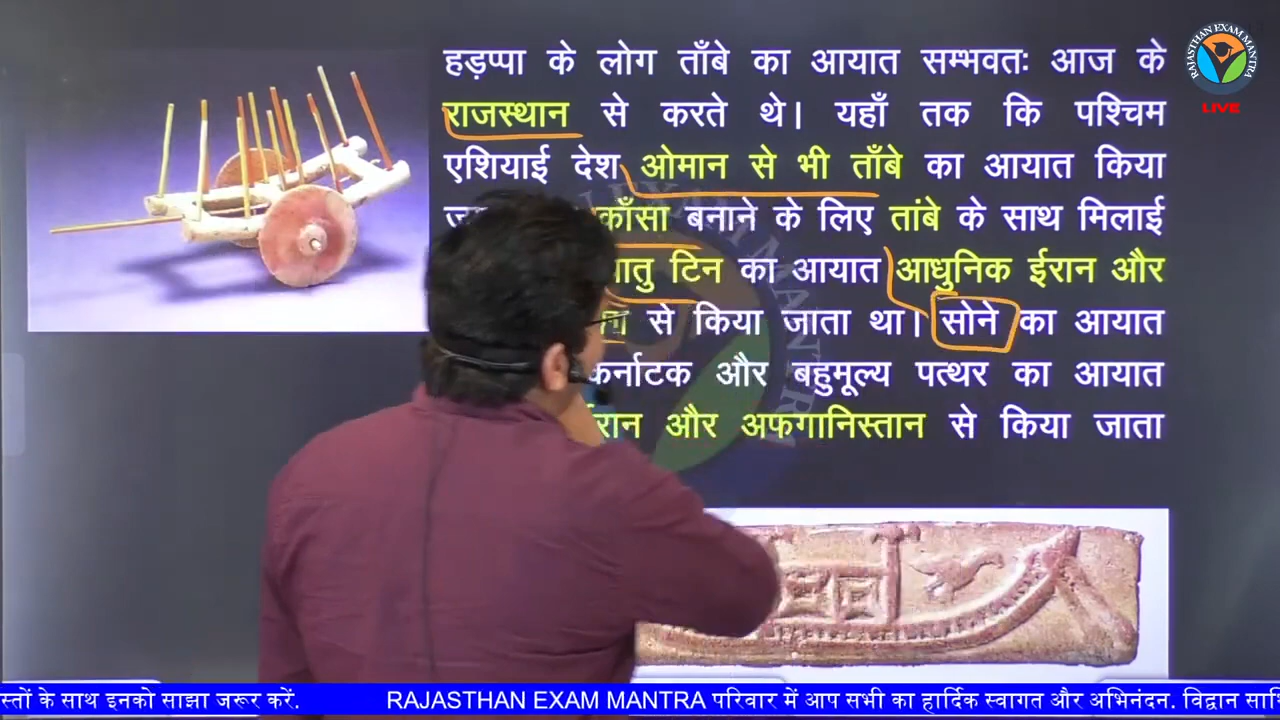 हड़प्पा के लोग ताँबे का आयात सम्भवतः आज के
राजस्थान से करते थे। यहाँ तक कि पश्चिम
एशियाई देश ओमान से भी ताँबे का आयात किया
काँसा बनाने के लिए तांबे के साथ मिलाई
टिन का आयात आधुनिक ईरान और
से किया जाता था। सोने का आयात
कर्नाटक और बहुमूल्य पत्थर का आयात
और अफगानिस्तान से किया जाता
RAJASTHAN EXAM MANTRA
LIVE
EXAM MANTRA
के साथ इनको साझा जरूर करें. RAJASTHAN EXAM MANTRA परिवार में आप सभी का हार्दिक स्वागत और अभिनंदन. विद्वान